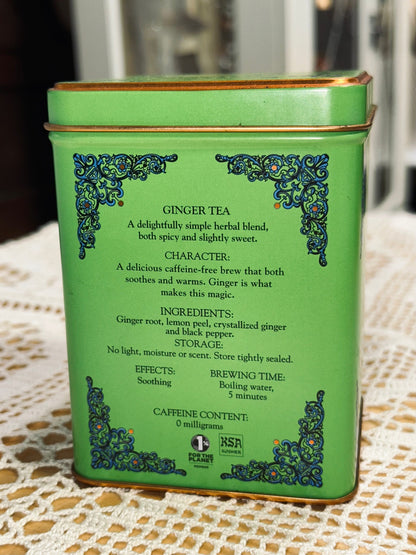 GINGER TEA
A delightfully simple herbal blend,
both spicy and slightly sweet.
CHARACTER:
A delicious caffeine-free brew that both
soothes and warms. Ginger is what
makes this magic.
INGREDIENTS:
Ginger root, lemon peel, crystallized ginger
and black pepper.
STORAGE:
No light, moisture or scent. Store tightly sealed.
EFFECTS:
Soothing
BREWING TIME:
Boiling water,
5 minutes
CAFFEINE CONTENT:
0 milligrams
1%
FOR THE
PLANET
KSA
KOSHER